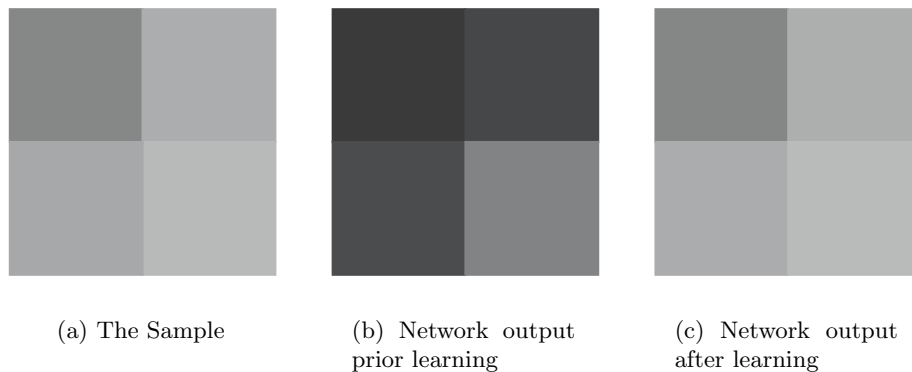 (a) The Sample
(b) Network output
prior learning
(c) Network output
after learning